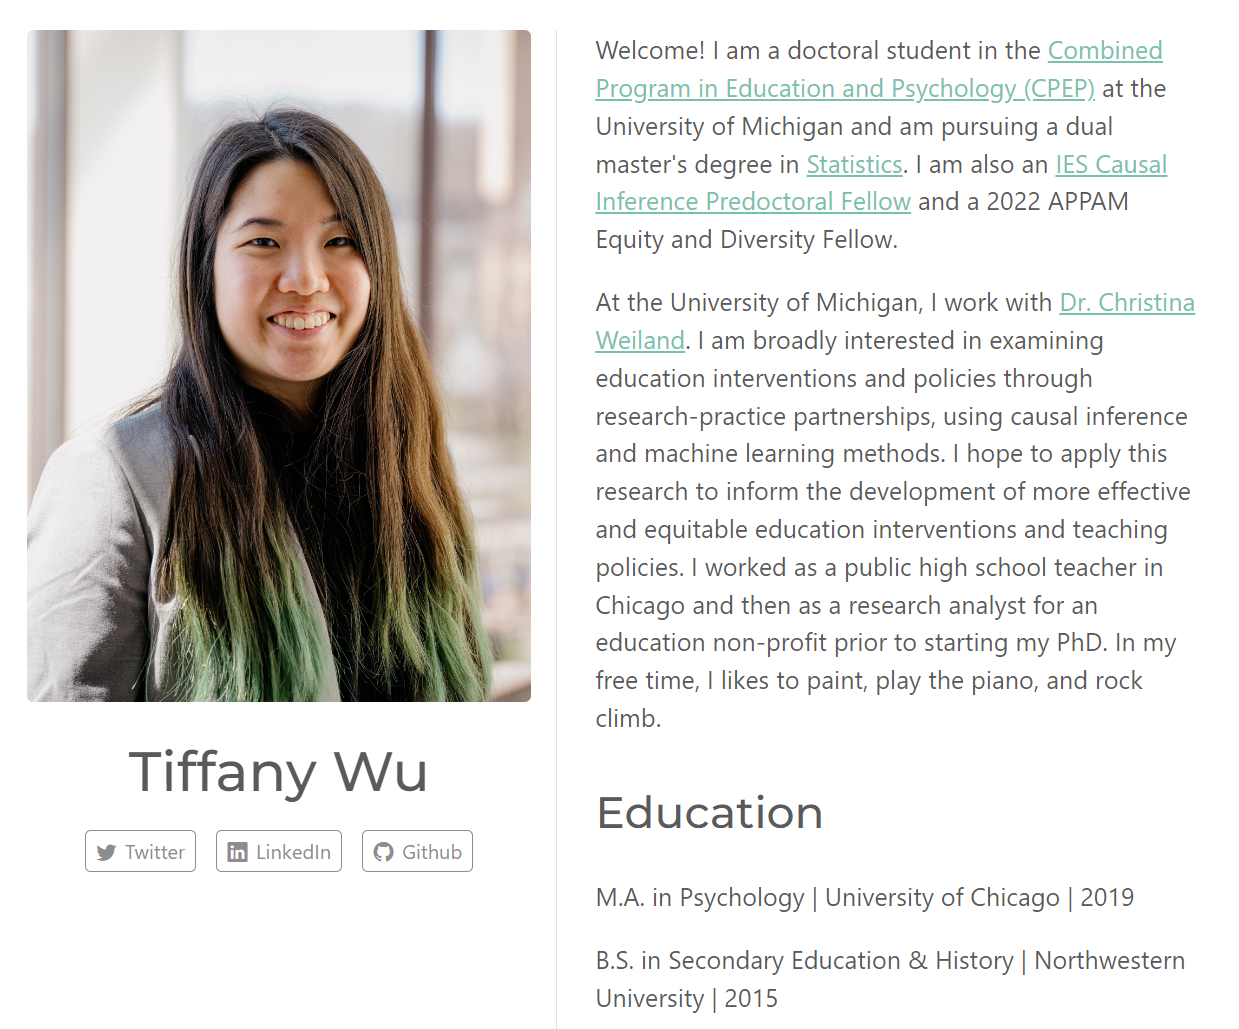 Welcome! I am a doctoral student in the Combined
Program in Education and Psychology (CPEP) at the
University of Michigan and am pursuing a dual
master's degree in Statistics. I am also an IES Causal
Inference Predoctoral Fellow and a 2022 APPAM
Equity and Diversity Fellow.
At the University of Michigan, I work with Dr. Christina
Weiland. I am broadly interested in examining
education interventions and policies through
research-practice partnerships, using causal inference
and machine learning methods. I hope to apply this
research to inform the development of more effective
and equitable education interventions and teaching
policies. I worked as a public high school teacher in
Chicago and then as a research analyst for an
education non-profit prior to starting my PhD. In my
free time, I likes to paint, play the piano, and rock
climb.
Tiffany Wu
Twitter
LinkedIn
Github
Education
M.A. in Psychology | University of Chicago | 2019
B.S. in Secondary Education & History | Northwestern
University | 2015